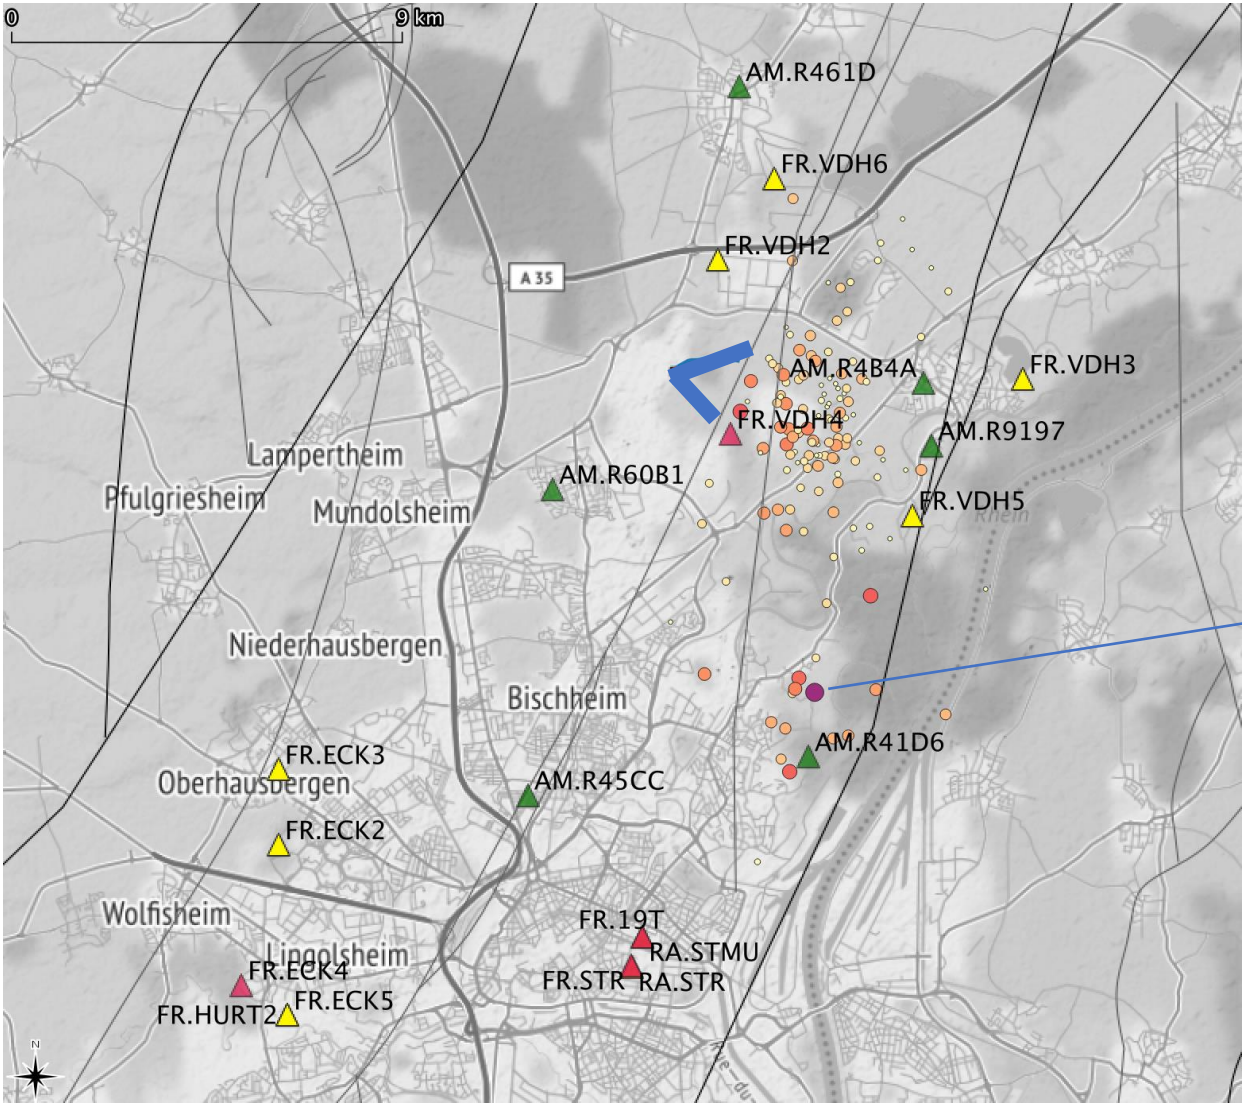 0 9 km
AM.R461D
FR.VDH6
FR.VDH2
A 35
FR.VDH3
AM.R4B4A
FR.VDH4
AM.R9197
Lampertheim
AM.R60B1
Pfulgriesheim
Mundolsheim
FR.VDH5
Rhein
Niederhausbergen
Bischheim
AM.R41D6
FR.ECK3
Oberhausbergen
AM.R45CC
FR.ECK2
Wolfisheim
FR.19T
Lingolsheim
RA.STMU
FR.ECK4
FR.STR
RA.STR
FR.ECK5
FR.HURT2
N